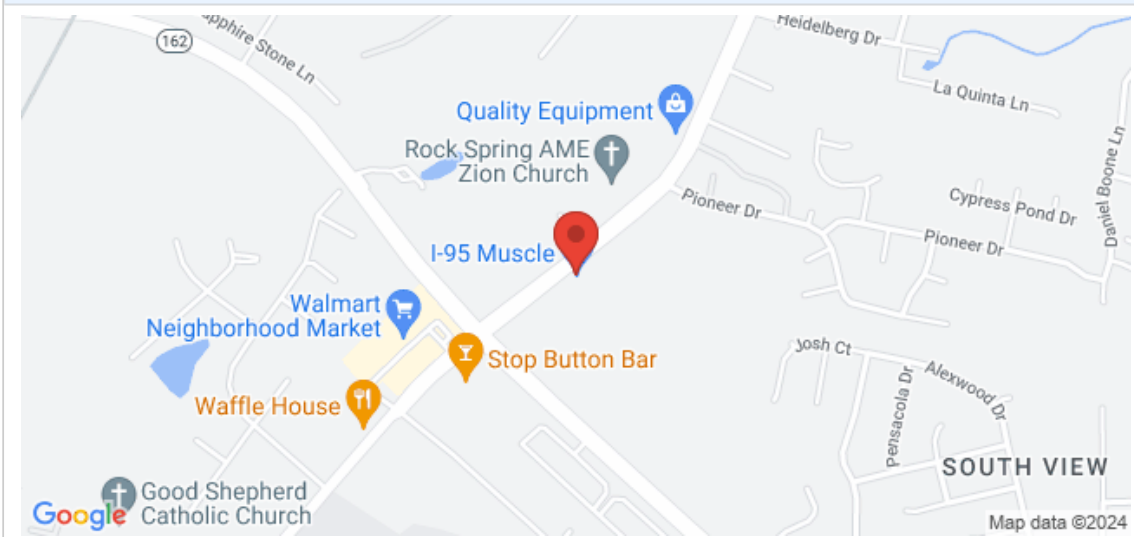 162
Sapphire Stone Ln
Heidelberg Dr
La Quinta Ln
Quality Equipment
Rock Spring AME
Zion Church
Pioneer Dr
Cypress Pond Dr
Daniel Boone Ln
Pioneer Dr
I-95 Muscle
Walmart
Neighborhood Market
Stop Button Bar
Josh Ct
Alexwood Dr
Pensacola Dr
Waffle House
SOUTH VIEW
Good Shepherd
Catholic Church
Google
Map data ©2024